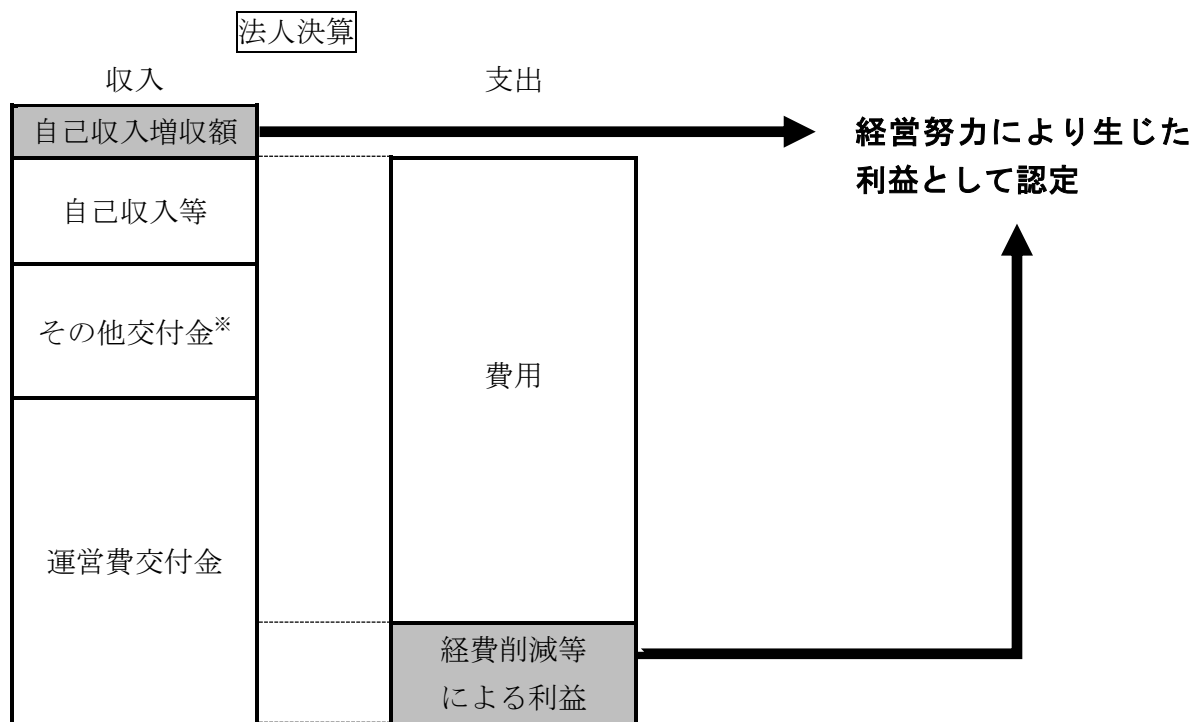 法人決算
収入
支出
自己収入増収額
経営努力により生じた
利益として認定
自己収入等
その他交付金※
費用
運営費交付金
経費削減等
による利益